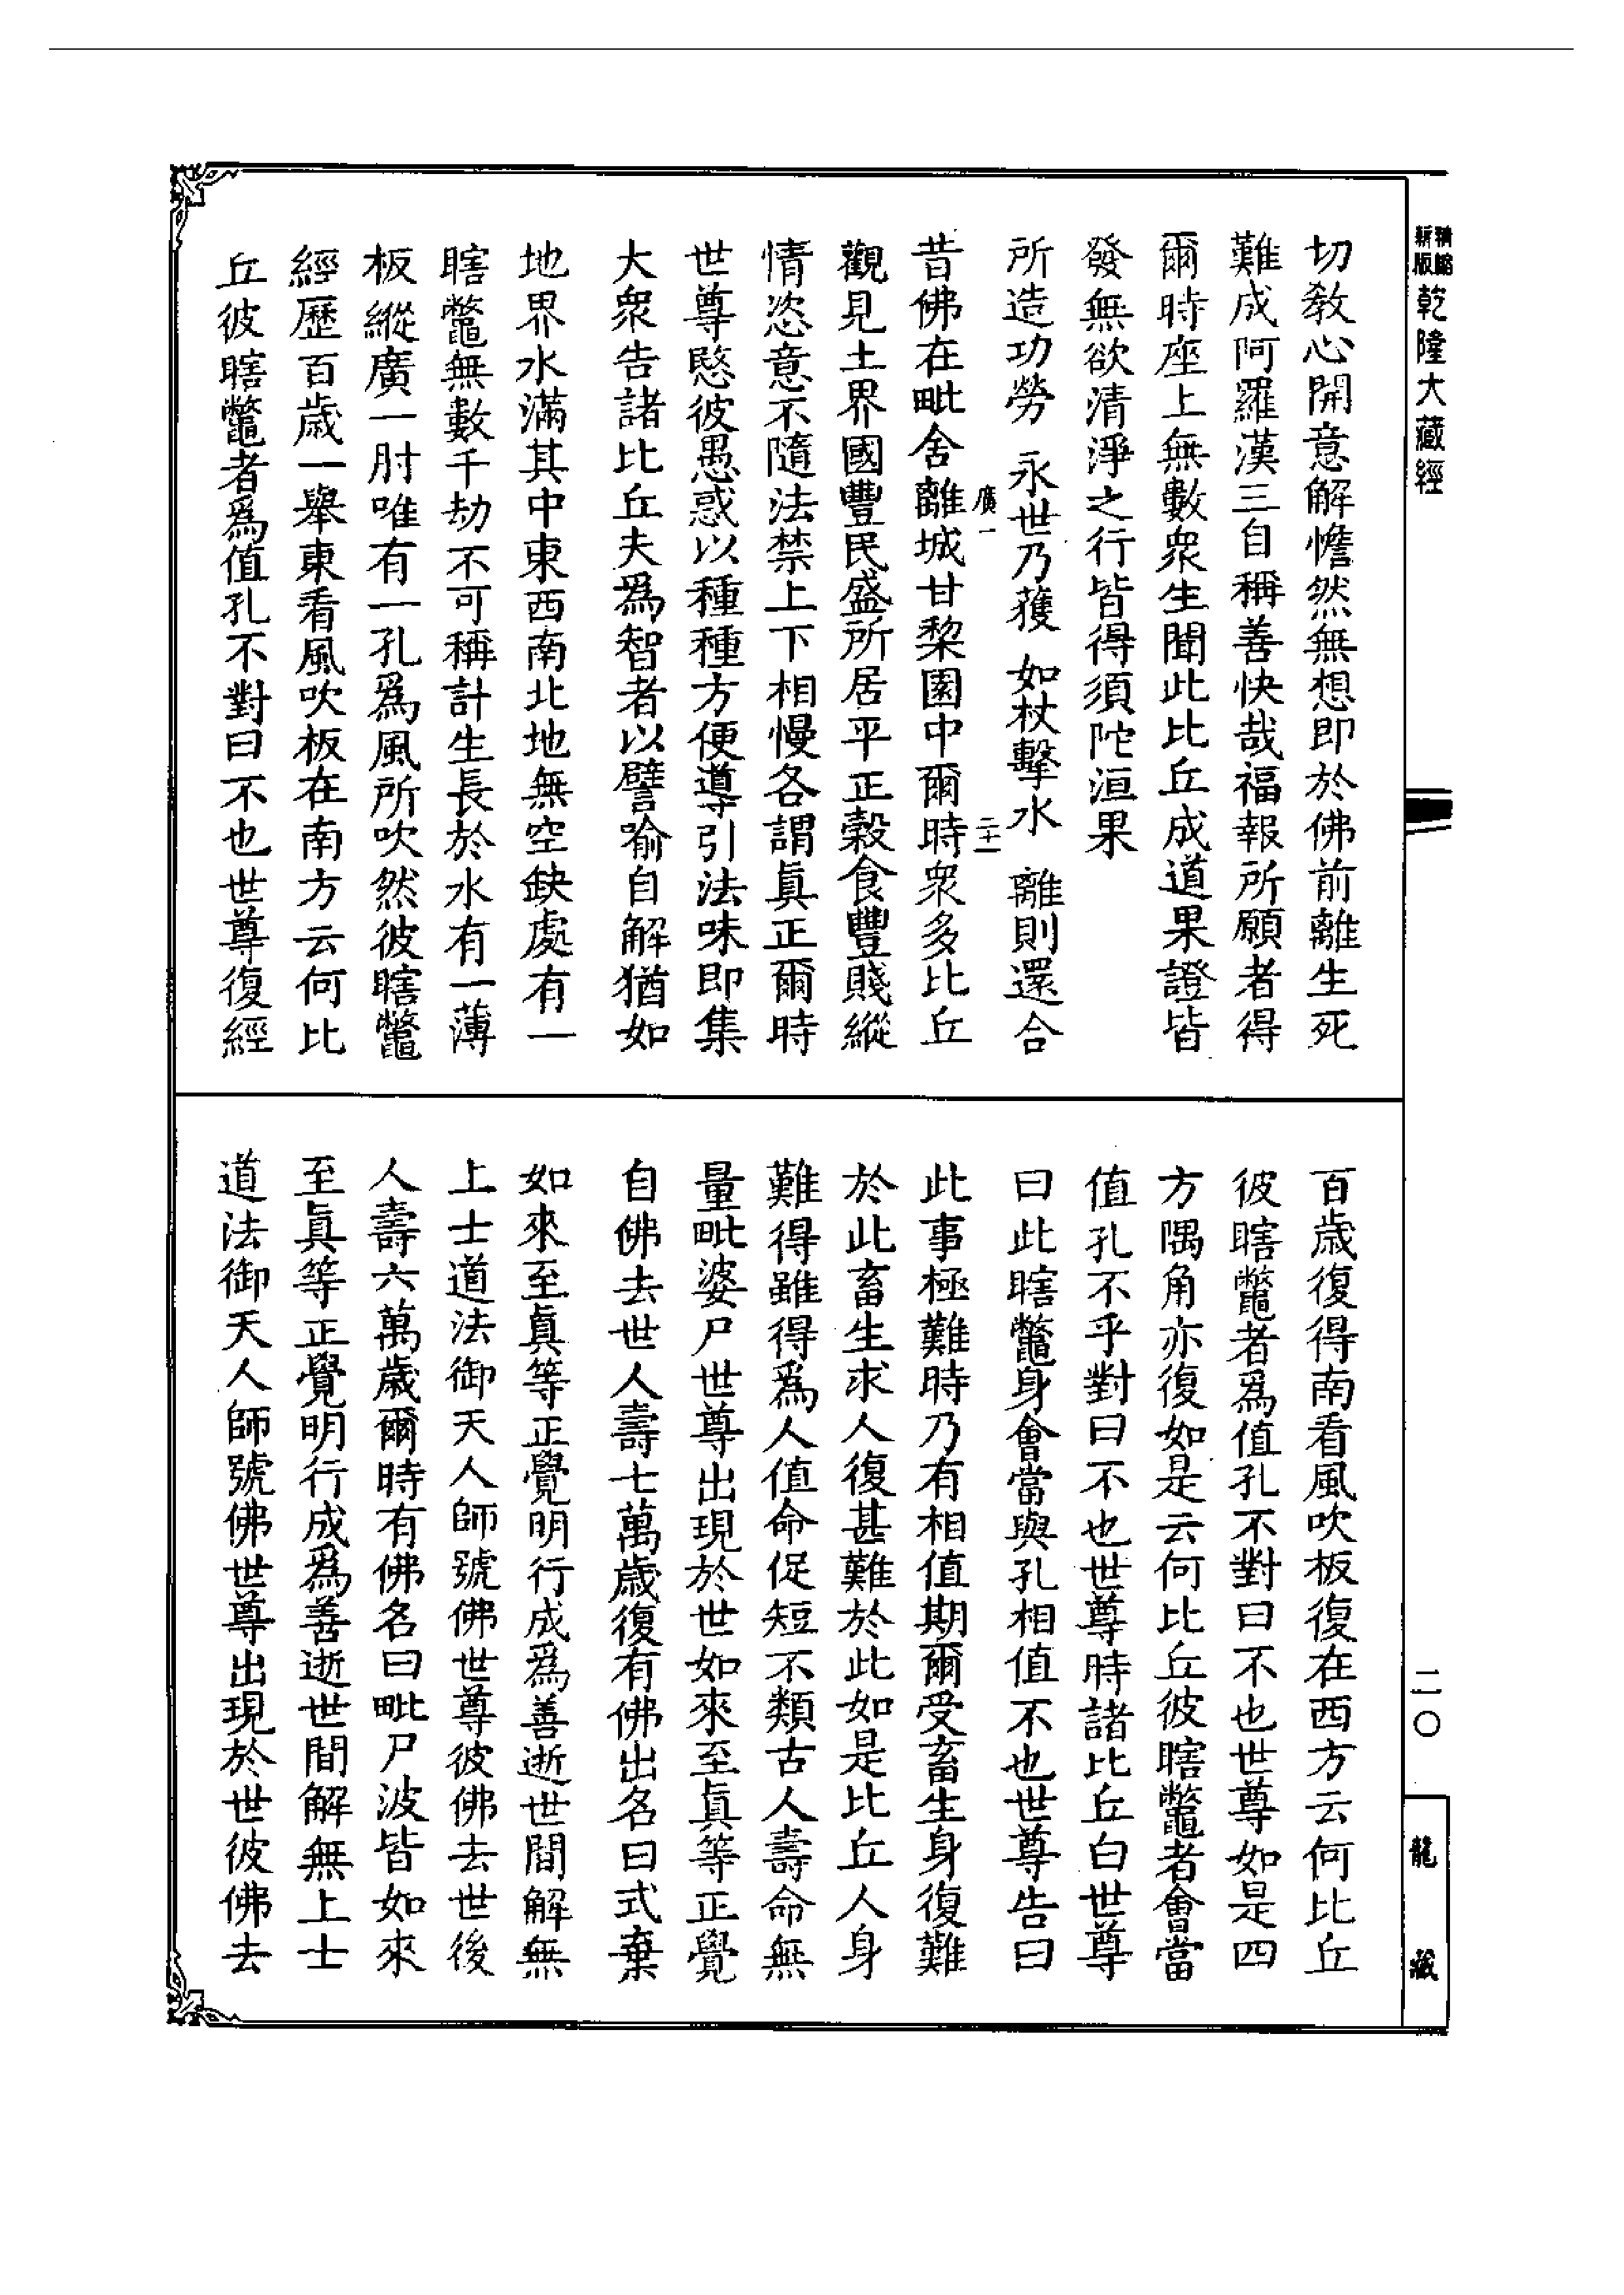 精縮
新版
乾隆大藏經
切教心開意解憺然無想即於佛前離生死
難成阿羅漢三自稱善快哉福報所願者得
爾時座上無數衆生聞此比丘成道果證皆
發無欲清淨之行皆得須陀洹果
所造功勞 永世乃獲 如杖擊水 離則還合
廣一 二十一
昔佛在毗舍離城甘梨園中爾時衆多比丘
觀見土界國豐民盛所居平正穀食豐賤縱
情恣意不隨法禁上下相慢各謂眞正爾時
世尊愍彼愚惑以種種方便導引法味即集
大衆告諸比丘夫爲智者以譬喻自解猶如
地界水滿其中東西南北地無空缺處有一
瞎鼈無數千劫不可稱計生長於水有一薄
板縱廣一肘唯有一孔爲風所吹然彼瞎鼈
經歷百歲一舉東看風吹板在南方云何比
丘彼瞎鼈者爲值孔不對曰不也世尊復經
百歲復得南看風吹板復在西方云何比丘
彼瞎鼈者爲值孔不對曰不也世尊如是四
方隅角亦復如是云何比丘彼瞎鼈者會當
值孔不乎對曰不也世尊時諸比丘白世尊
曰此瞎鼈身會當與孔相值不也世尊告曰
此事極難時乃有相值期爾受畜生身復難
於此畜生求人復甚難於此如是比丘人身
難得雖得爲人值命促短不類古人壽命無
量毗婆尸世尊出現於世如來至眞等正覺
自佛去世人壽七萬歲復有佛出名曰式棄
如來至眞等正覺明行成爲善逝世間解無
上士道法御天人師號佛世尊彼佛去世後
人壽六萬歲爾時有佛名曰毗尸波皆如來
至眞等正覺明行成爲善逝世間解無上士
道法御天人師號佛世尊出現於世彼佛去
二一〇
龍藏